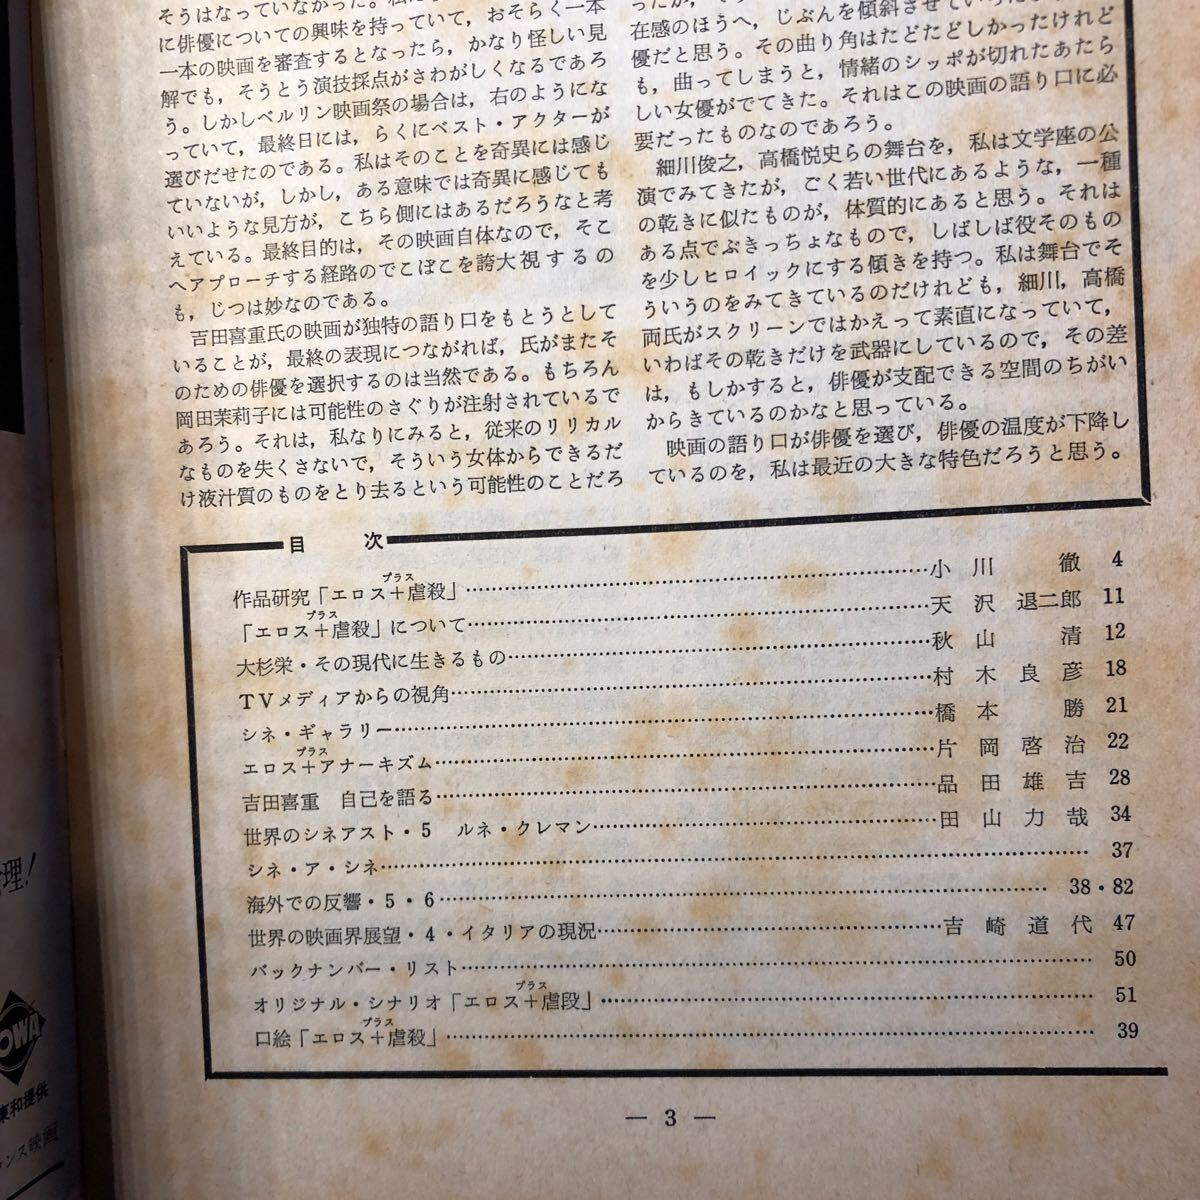 そうはなっていなかった。私に
に俳優についての興味を持っていて，おそらく一本
一本の映画を審査するとなったら，かなり怪しい見
解でも，そうとう演技採点がさわがしくなるであろ
う。しかしベルリン映画祭の場合は，右のようにな
っていて，最終日には，らくにベスト・アクターが
選びだせたのである。私はそのことを奇異には感じ
ていないが，しかし，ある意味では奇異に感じても
いいような見方が，こちら側にはあるだろうなと考
えている。最終目的は，その映画自体なので，そこ
へアプローチする経路のでこぼこを誇大視するの
も，じつは妙なのである。
吉田喜重氏の映画が独特の語り口をもとうとして
いることが，最終の表現につながれば，氏がまたそ
のための俳優を選択するのは当然である。もちろん
岡田茉莉子には可能性のさぐりが注射されているで
あろう。それは，私なりにみると，従来のリリカル
なものを失くさないで，そういう女体からできるだ
け液汁質のものをとり去るという可能性のことだろ
在感のほうへ，じぶんを傾斜させていった
優だと思う。その曲り角はたどたどしかったけれど
も，曲ってしまうと，情緒のシッポが切れたあたら
しい女優がでてきた。それはこの映画の語り口に必
要だったものなのであろう。
細川俊之，高橋悦史らの舞台を，私は文学座の公
演でみてきたが，ごく若い世代にあるような，一種
の乾きに似たものが，体質的にあると思う。それは
ある点でぶきっちょなもので，しばしば役そのもの
を少しヒロイックにする傾きを持つ。私は舞台でそ
ういうのをみてきているのだけれども，細川，高橋
両氏がスクリーンではかえって素直になっていて，
いわばその乾きだけを武器にしているので，その差
は，もしかすると，俳優が支配できる空間のちがい
からきているのかなと思っている。
映画の語り口が俳優を選び，俳優の温度が下降し
ているのを，私は最近の大きな特色だろうと思う。
目　次
プラス
作品研究「エロス＋虐殺」……小川　徹 4
プラス
「エロス＋虐殺」について……天沢退二郎 11
大杉栄・その現代に生きるもの……秋山　清 12
TVメディアからの視角……村木良彦 18
シネ・ギャラリー……橋本　勝 21
プラス
エロス＋アナーキズム……片岡啓治 22
吉田喜重　自己を語る……品田雄吉 28
世界のシネアスト・5　ルネ・クレマン……田山力哉 34
シネ・ア・シネ……37
海外での反響・5・6……38・82
世界の映画界展望・4・イタリアの現況……吉崎道代 47
バックナンバー・リスト……50
プラス
オリジナル・シナリオ「エロス＋虐段」……51
プラス
口絵「エロス＋虐殺」……39
— 3 —
理！
OWA
東和提供
ンス映画